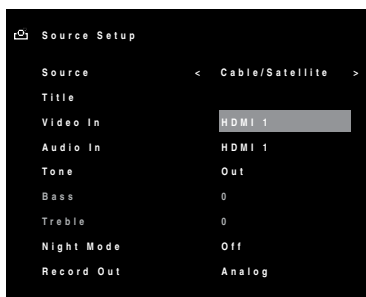 Source Setup
Source < Cable/Satellite >
Title
Video In HDMI 1
Audio In HDMI 1
Tone Out
Bass 0
Treble 0
Night Mode Off
Record Out Analog